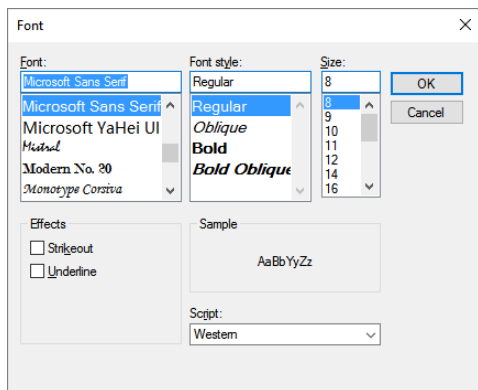 Font
Font:
Font style:
Size:
Microsoft Sans Serif
Regular
8
OK
Microsoft Sans Serif
Microsoft YaHei UI
Mistral
Modern No. 20
Monotype Corsiva
Regular
Oblique
Bold
Bold Oblique
8
9
10
11
12
14
16
Cancel
Effects
Strikeout
Underline
Sample
AaBbYyZz
Script:
Western